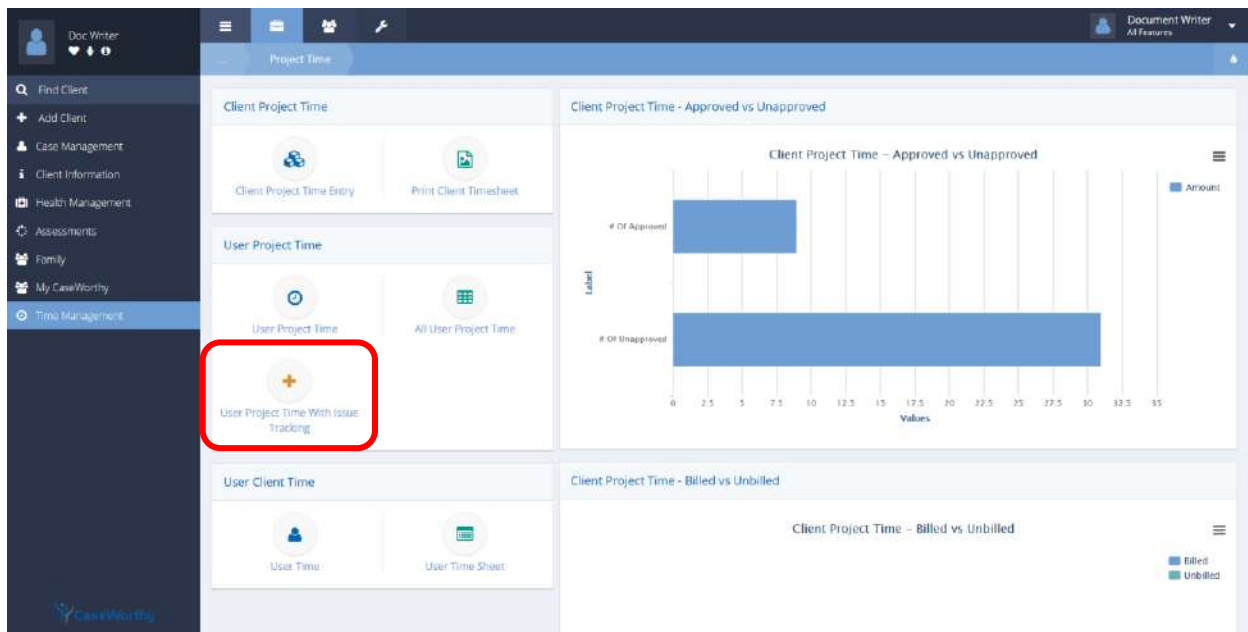 Doc Writer
Document Writer
All Features
...
Project Time
Find Client
Add Client
Case Management
Client Information
Health Management
Assessments
Family
My CaseWorthy
Time Management
CaseWorthy
Client Project Time
Client Project Time Entry
Print Client Timesheet
User Project Time
User Project Time
All User Project Time
User Project Time With Issue
Tracking
User Client Time
User Time
User Time Sheet
Client Project Time - Approved vs Unapproved
Client Project Time – Approved vs Unapproved
Amount
# Of Approved
Label
# Of Unapproved
0 2.5 5 7.5 10 12.5 15 17.5 20 22.5 25 27.5 30 32.5 35
Values
Client Project Time - Billed vs Unbilled
Client Project Time – Billed vs Unbilled
Billed
Unbilled